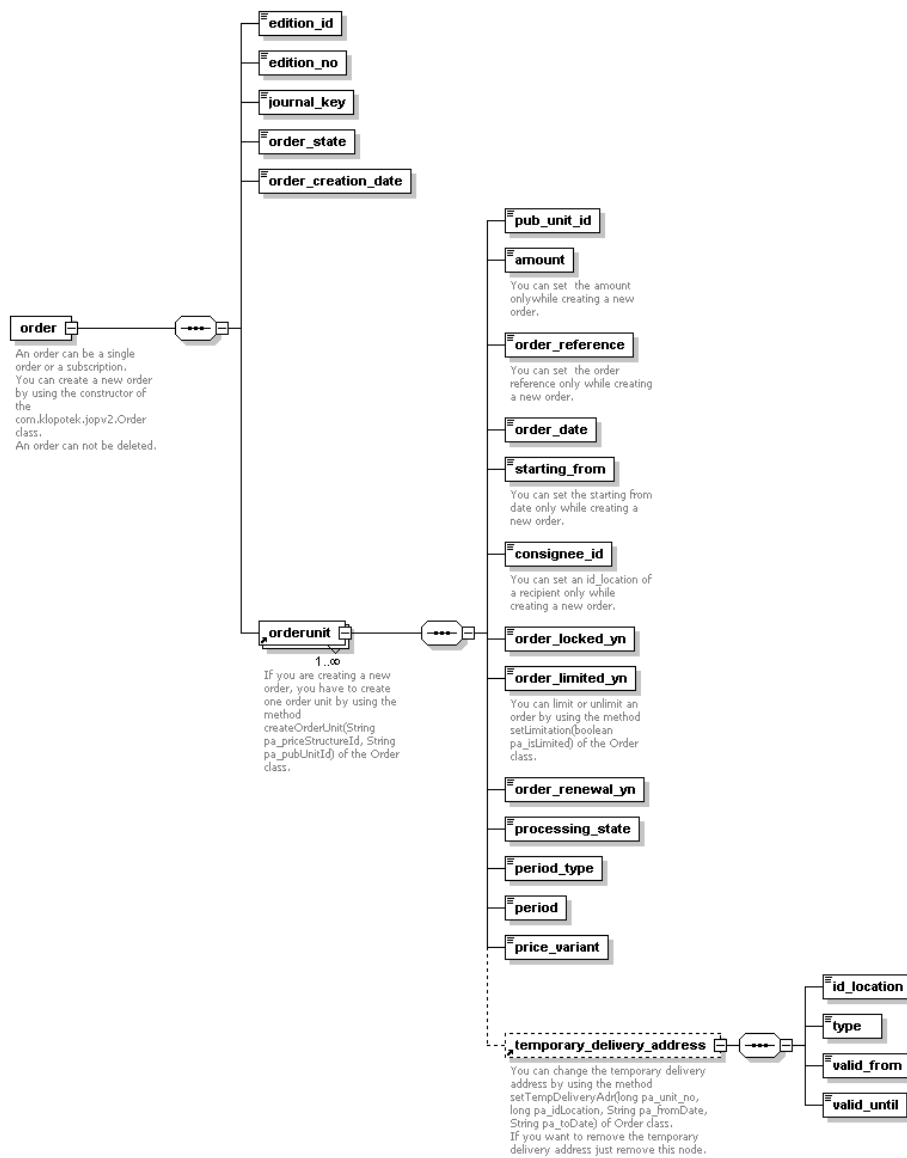 edition_id
edition_no
journal_key
order_state
order_creation_date
order
An order can be a single
order or a subscription.
You can create a new order
by using the constructor of
the
com.klopotek.jopv2.Order
class.
An order can not be deleted.
orderunit
1..∞
If you are creating a new
order, you have to create
one order unit by using the
method
createOrderUnit(String
pa_priceStructureId, String
pa_pubUnitId) of the Order
class.
pub_unit_id
amount
You can set  the amount
onlywhile creating a new
order.
order_reference
You can set  the order
reference only while creating
a new order.
order_date
starting_from
You can set the starting from
date only while creating a
new order.
consignee_id
You can set an id_location of
a recipient only while
creating a new order.
order_locked_yn
order_limited_yn
You can limit or unlimit an
order by using the method
setLimitation(boolean
pa_isLimited) of the Order
class.
order_renewal_yn
processing_state
period_type
period
price_variant
temporary_delivery_address
You can change the temporary delivery
address by using the method
setTempDeliveryAdr(long pa_unit_no,
long pa_idLocation, String pa_fromDate,
String pa_toDate) of Order class.
If you want to remove the temporary
delivery address just remove this node.
id_location
type
valid_from
valid_until